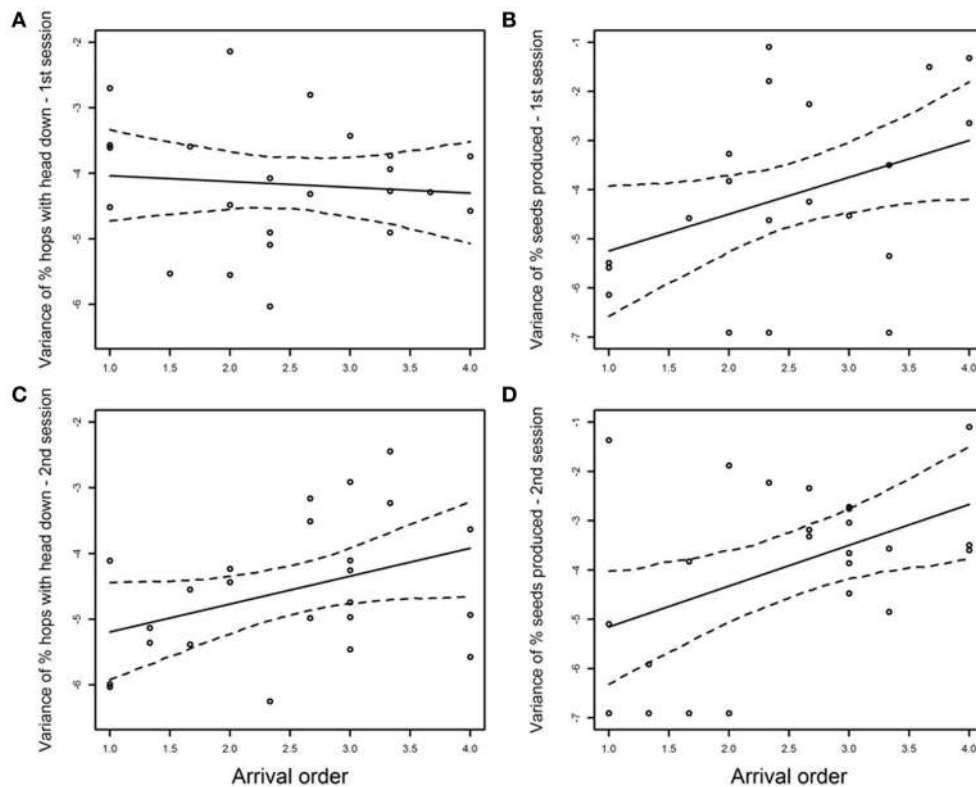 A
Variance of % hops with head down - 1st session
-2
-3
-4
-5
-6
1.0 1.5 2.0 2.5 3.0 3.5 4.0
B
Variance of % seeds produced - 1st session
-1
-2
-3
-4
-5
-6
-7
1.0 1.5 2.0 2.5 3.0 3.5 4.0
C
Variance of % hops with head down - 2nd session
-2
-3
-4
-5
-6
1.0 1.5 2.0 2.5 3.0 3.5 4.0
Arrival order
D
Variance of % seeds produced - 2nd session
-1
-2
-3
-4
-5
-6
-7
1.0 1.5 2.0 2.5 3.0 3.5 4.0
Arrival order